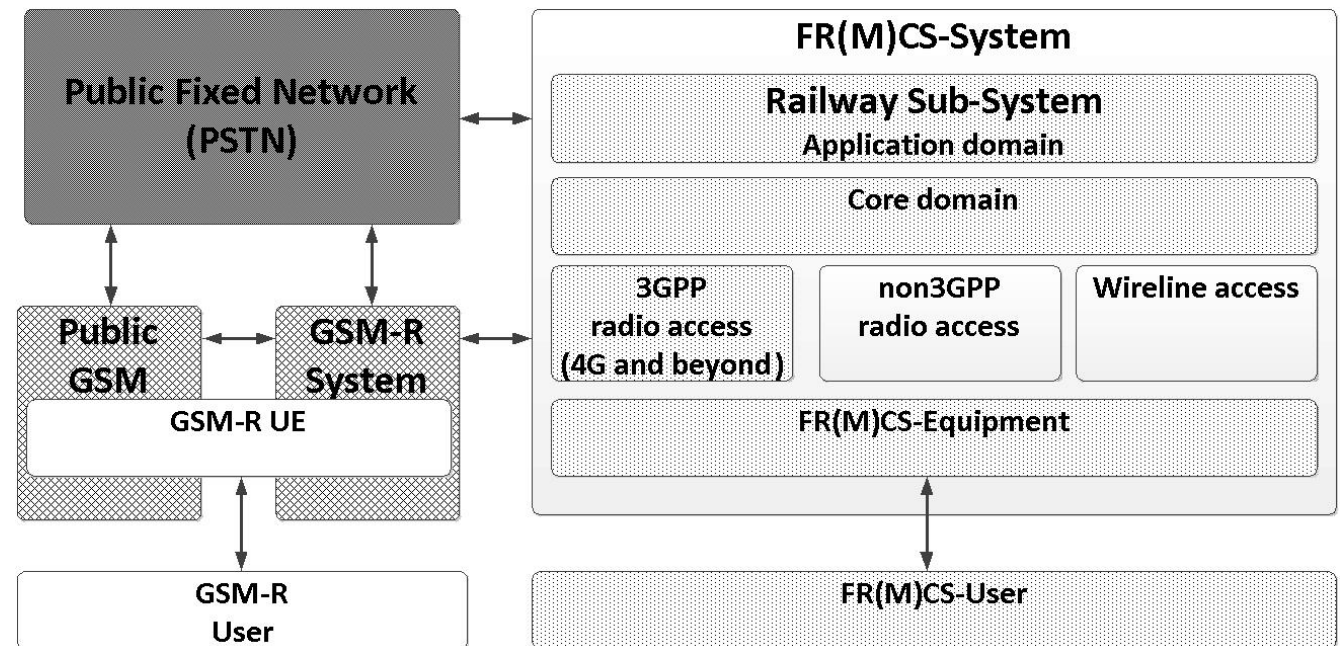 Public Fixed Network
(PSTN)
FR(M)CS-System
Railway Sub-System
Application domain
Core domain
3GPP
radio access
(4G and beyond)
non3GPP
radio access
Wireline access
Public
GSM
GSM-R
System
GSM-R UE
FR(M)CS-Equipment
GSM-R
User
FR(M)CS-User